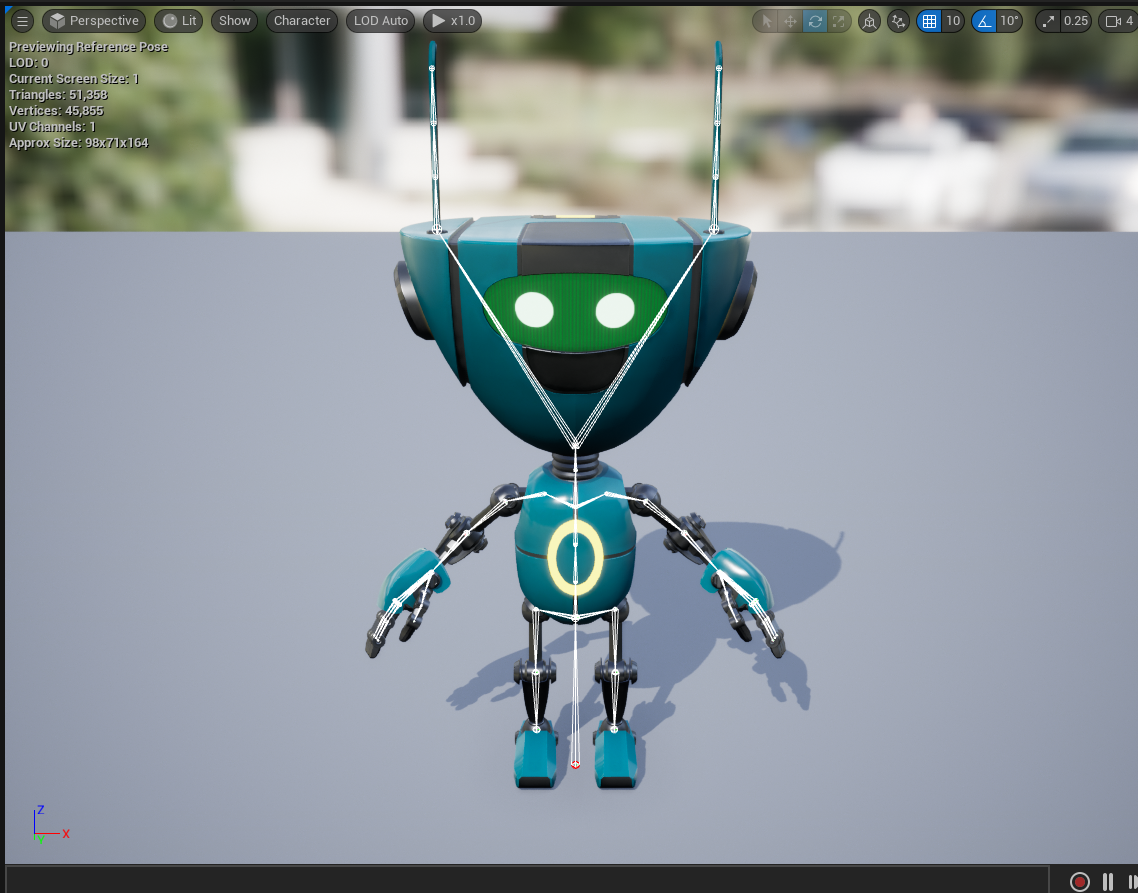 Perspective Lit Show Character LOD Auto x1.0 10 10° 0.25 4
Previewing Reference Pose
LOD: 0
Current Screen Size: 1
Triangles: 51,358
Vertices: 45,855
UV Channels: 1
Approx Size: 98x71x164
Z
X